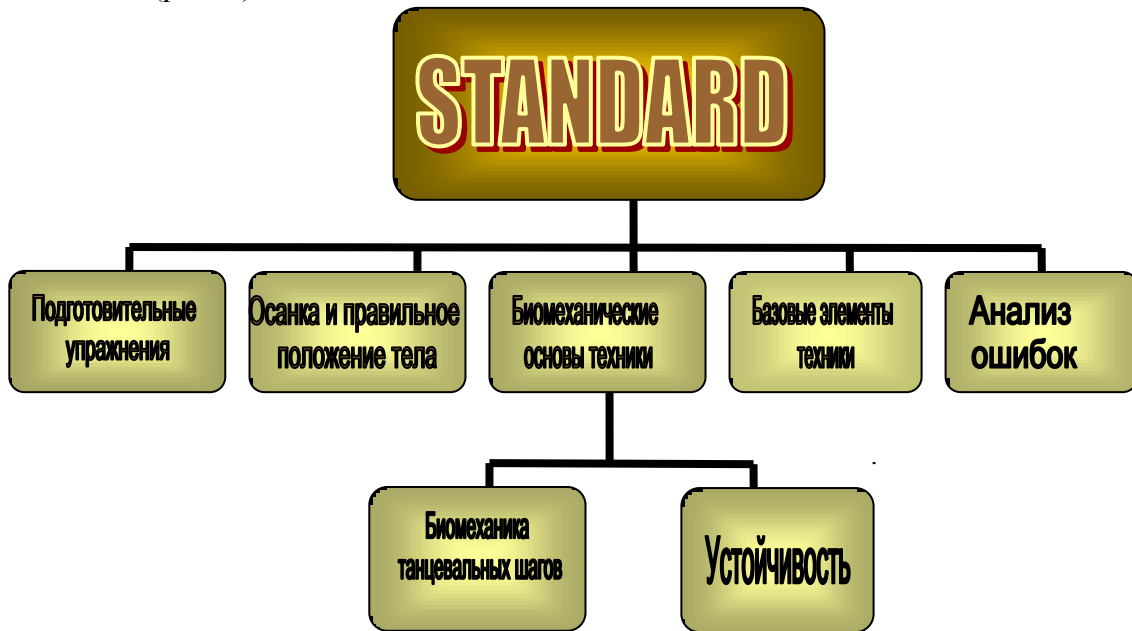 STANDARD
Подготовительные
упражнения
Осанка и правильное
положение тела
Биомеханические
основы техники
Базовые элементы
техники
Анализ
ошибок
Биомеханика
танцевальных шагов
Устойчивость